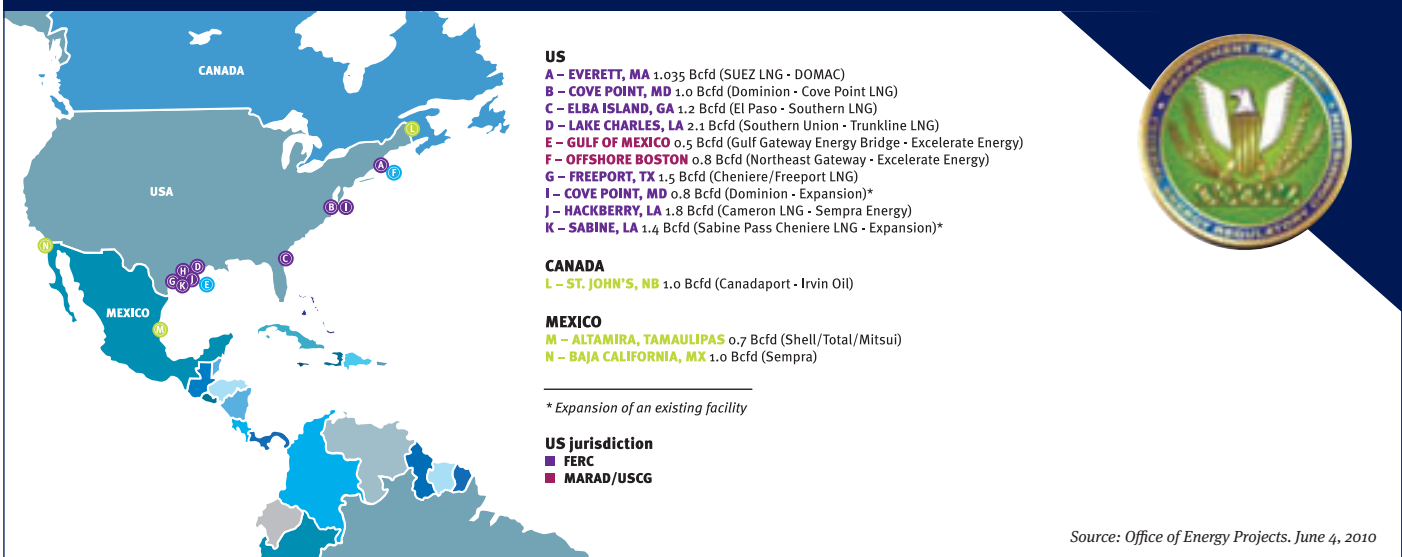 CANADA
USA
MEXICO
L
A
F
B I
N
C
D
H
G J
K
E
M
US
A – EVERETT, MA 1.035 Bcfd (SUEZ LNG - DOMAC)
B – COVE POINT, MD 1.0 Bcfd (Dominion - Cove Point LNG)
C – ELBA ISLAND, GA 1.2 Bcfd (El Paso - Southern LNG)
D – LAKE CHARLES, LA 2.1 Bcfd (Southern Union - Trunkline LNG)
E – GULF OF MEXICO 0.5 Bcfd (Gulf Gateway Energy Bridge - Excelerate Energy)
F – OFFSHORE BOSTON 0.8 Bcfd (Northeast Gateway - Excelerate Energy)
G – FREEPORT, TX 1.5 Bcfd (Cheniere/Freeport LNG)
I – COVE POINT, MD 0.8 Bcfd (Dominion - Expansion)*
J – HACKBERRY, LA 1.8 Bcfd (Cameron LNG - Sempra Energy)
K – SABINE, LA 1.4 Bcfd (Sabine Pass Cheniere LNG - Expansion)*
CANADA
L – ST. JOHN'S, NB 1.0 Bcfd (Canadaport - Irvin Oil)
MEXICO
M – ALTAMIRA, TAMAULIPAS 0.7 Bcfd (Shell/Total/Mitsui)
N – BAJA CALIFORNIA, MX 1.0 Bcfd (Sempra)
* Expansion of an existing facility
US jurisdiction
FERC
MARAD/USCG
DEPARTMENT OF ENERGY
FEDERAL ENERGY REGULATORY COMMISSION
Source: Office of Energy Projects. June 4, 2010